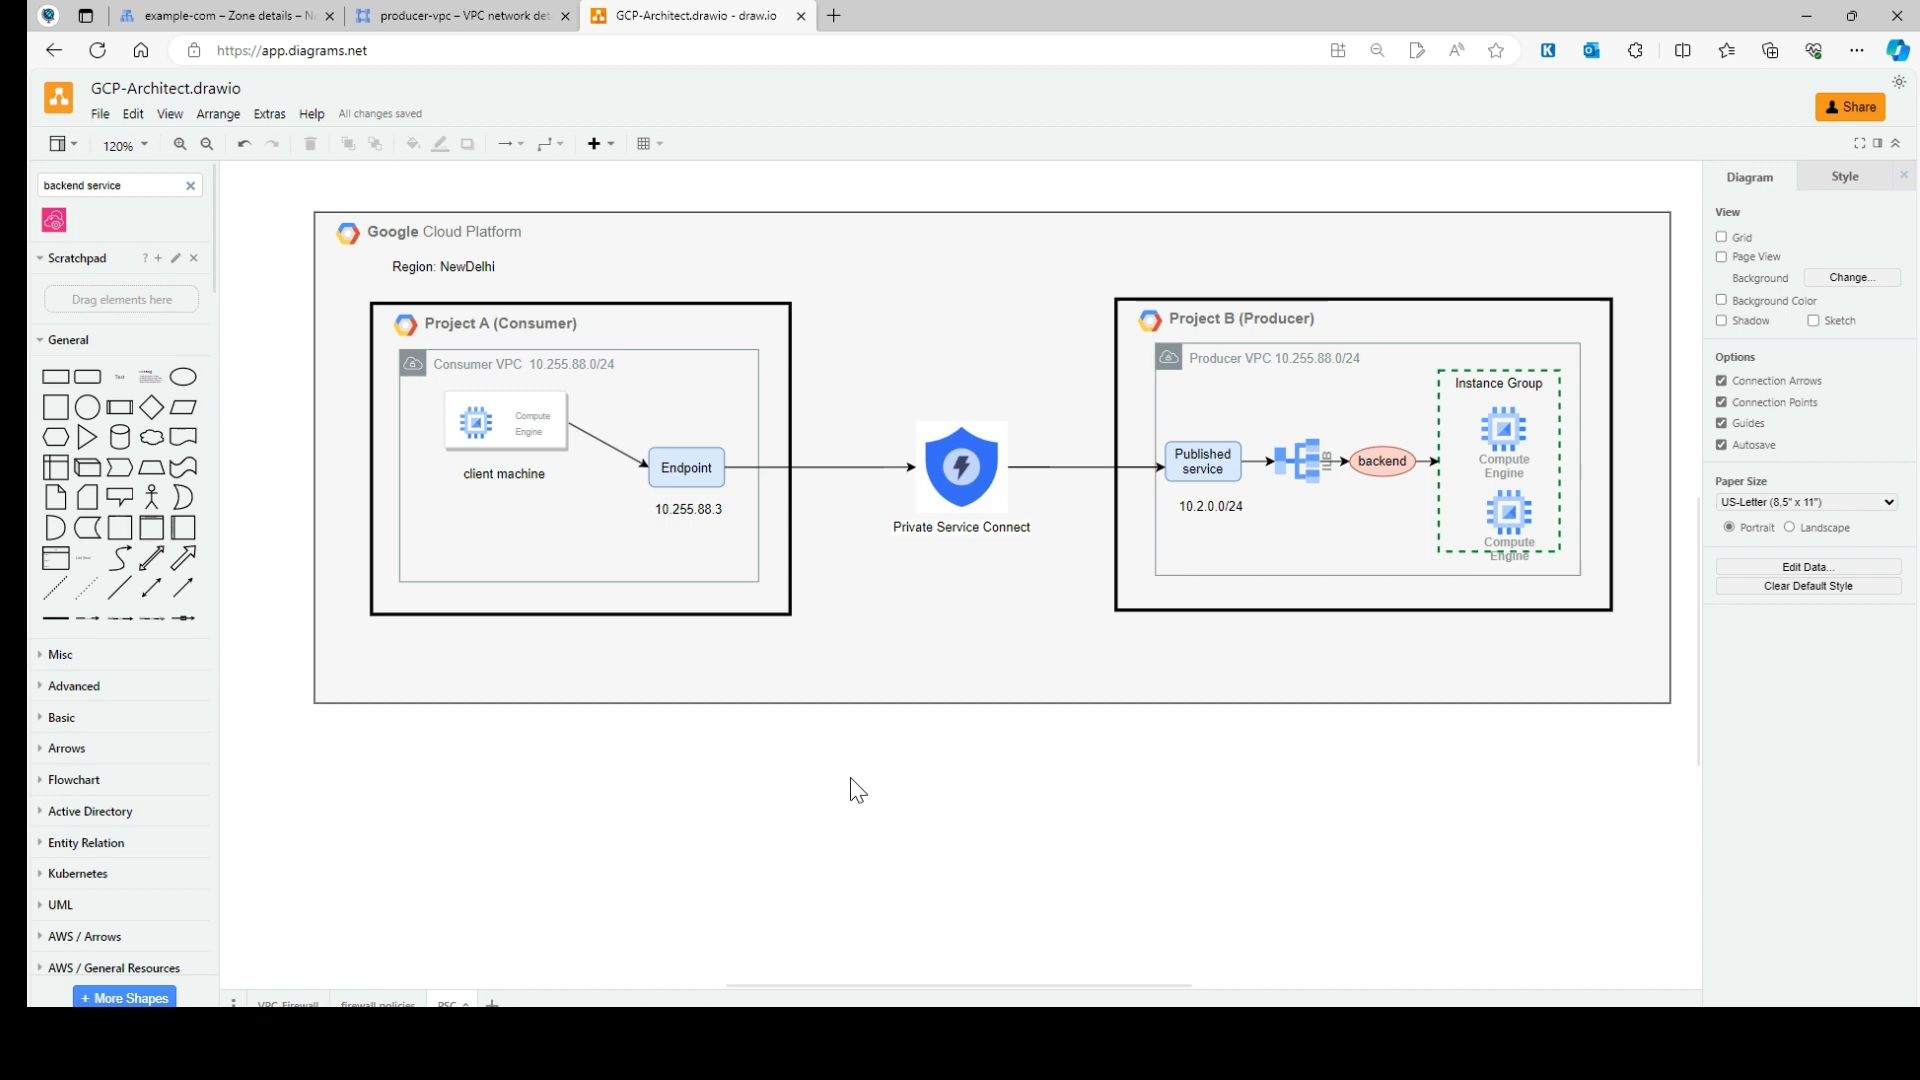 example-com – Zone details – N
producer-vpc – VPC network det
GCP-Architect.drawio - draw.io
https://app.diagrams.net
GCP-Architect.drawio
File Edit View Arrange Extras Help All changes saved
Share
120%
backend service
Diagram
Style
Scratchpad
Drag elements here
General
Text
Misc
Advanced
Basic
Arrows
Flowchart
Active Directory
Entity Relation
Kubernetes
UML
AWS / Arrows
AWS / General Resources
+ More Shapes
Google Cloud Platform
Region: NewDelhi
Project A (Consumer)
Consumer VPC 10.255.88.0/24
Compute
Engine
client machine
Endpoint
10.255.88.3
Private Service Connect
Project B (Producer)
Producer VPC 10.255.88.0/24
Published
service
10.2.0.0/24
ILB
backend
Instance Group
Compute
Engine
Compute
Engine
View
Grid
Page View
Background Change...
Background Color
Shadow Sketch
Options
Connection Arrows
Connection Points
Guides
Autosave
Paper Size
US-Letter (8,5" x 11")
Portrait Landscape
Edit Data...
Clear Default Style
VPC Firewall firewall policies PSC